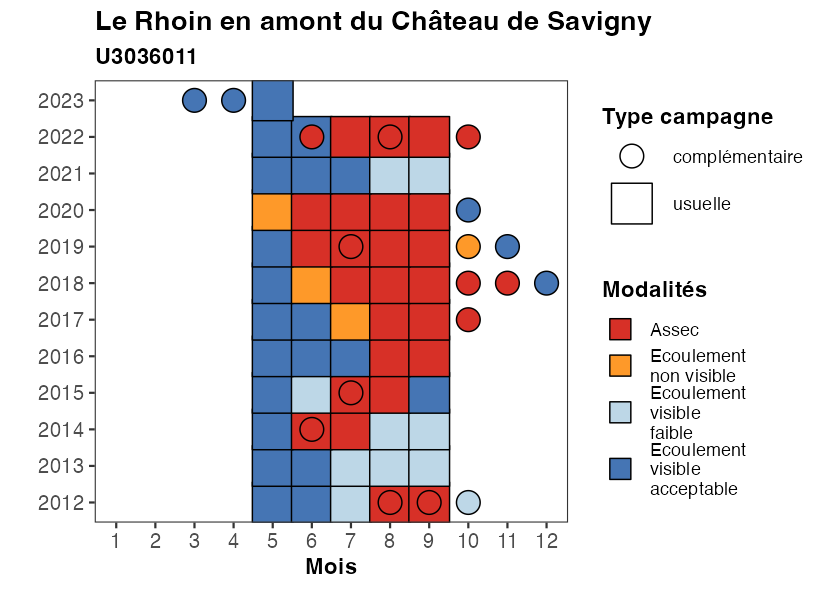 Le Rhoin en amont du Château de Savigny
U3036011
2023
2022
2021
2020
2019
2018
2017
2016
2015
2014
2013
2012
1 2 3 4 5 6 7 8 9 10 11 12
Mois
Type campagne
complémentaire
usuelle
Modalités
Assec
Ecoulement
non visible
Ecoulement
visible
faible
Ecoulement
visible
acceptable